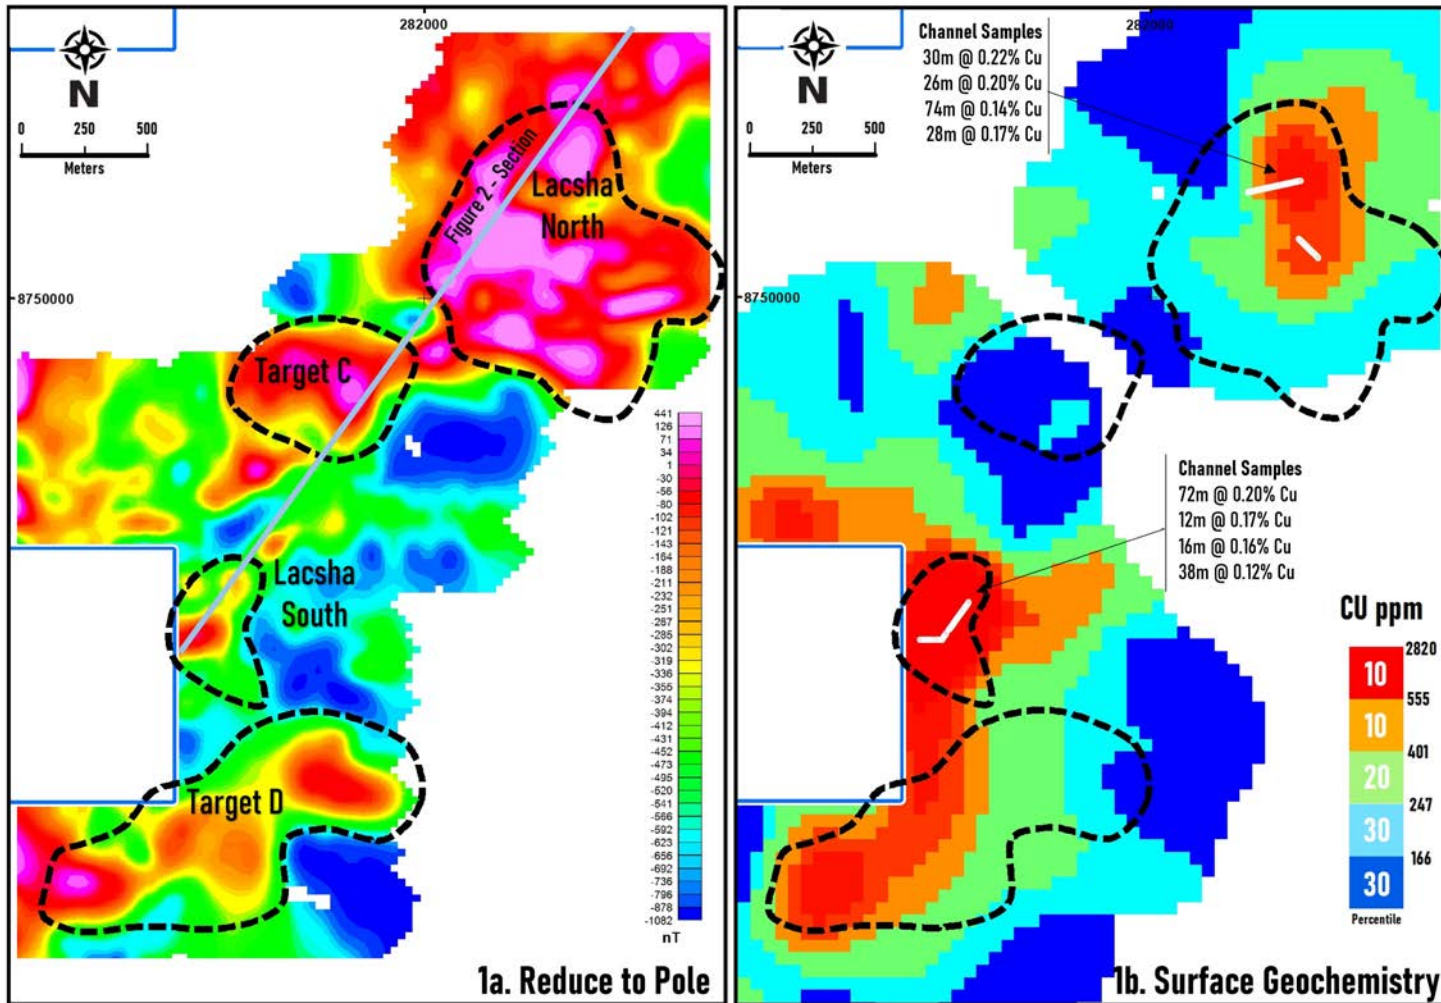 282000
N
0 250 500
Meters
Figure 2 - Section
Lacsha
North
8750000
Target C
Lacsha
South
Target D
441
126
71
34
1
-30
-56
-80
-102
-121
-143
-164
-188
-211
-232
-251
-267
-285
-302
-319
-336
-355
-374
-394
-412
-431
-452
-473
-495
-520
-541
-566
-592
-623
-656
-692
-736
-796
-878
-1082
nT
1a. Reduce to Pole
282000
N
0 250 500
Meters
Channel Samples
30m @ 0.22% Cu
26m @ 0.20% Cu
74m @ 0.14% Cu
28m @ 0.17% Cu
8750000
Channel Samples
72m @ 0.20% Cu
12m @ 0.17% Cu
16m @ 0.16% Cu
38m @ 0.12% Cu
CU ppm
2820
10
555
10
401
20
247
30
166
30
Percentile
1b. Surface Geochemistry